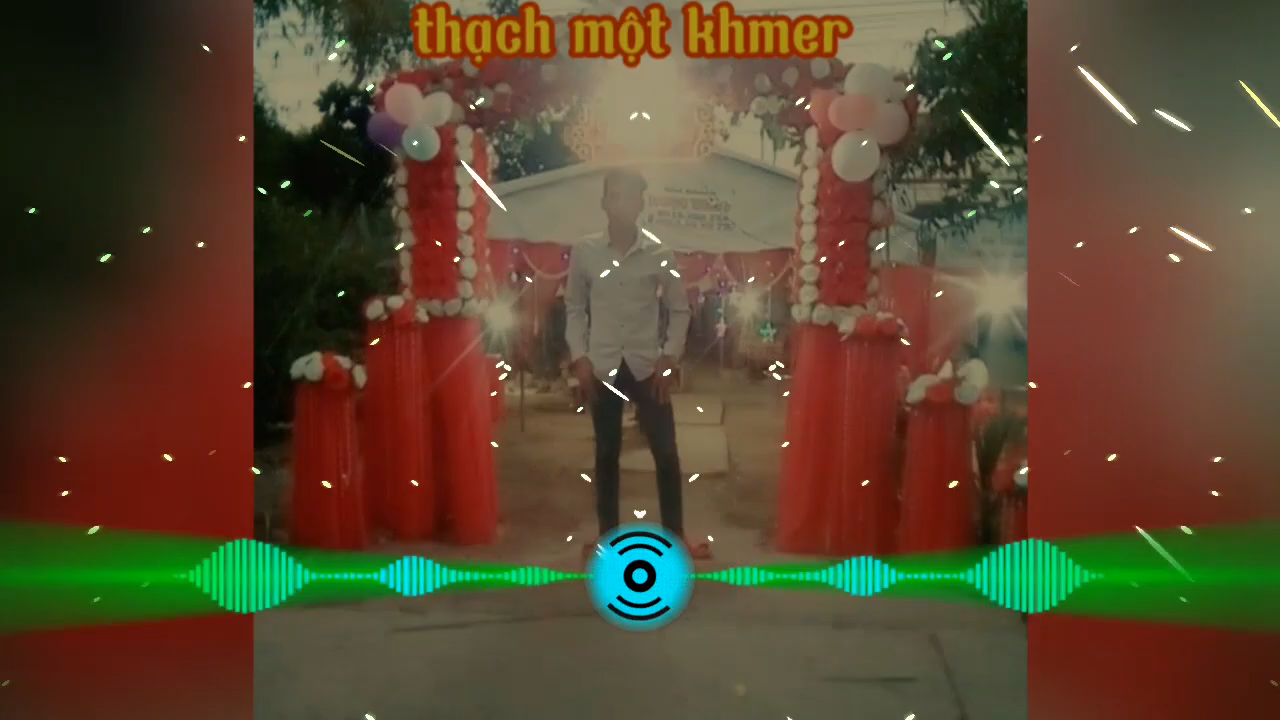 thạch một khmer